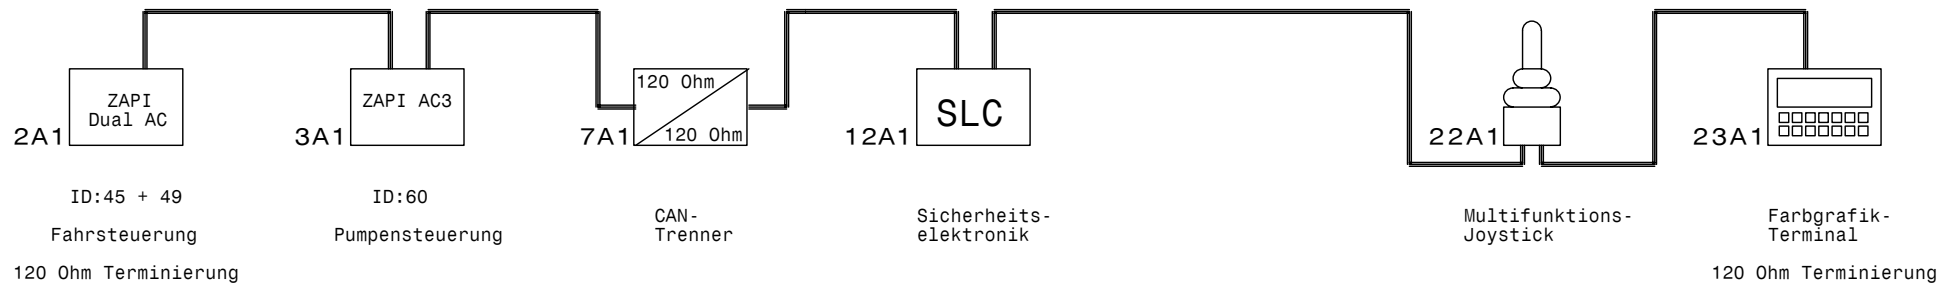 2A1
ZAPI
Dual AC
ID:45 + 49
Fahrsteuerung
120 Ohm Terminierung
3A1
ZAPI AC3
ID:60
Pumpensteuerung
7A1
120 Ohm
120 Ohm
CAN-
Trenner
12A1
SLC
Sicherheits-
elektronik
22A1
Multifunktions-
Joystick
23A1
Farbgrafik-
Terminal
120 Ohm Terminierung